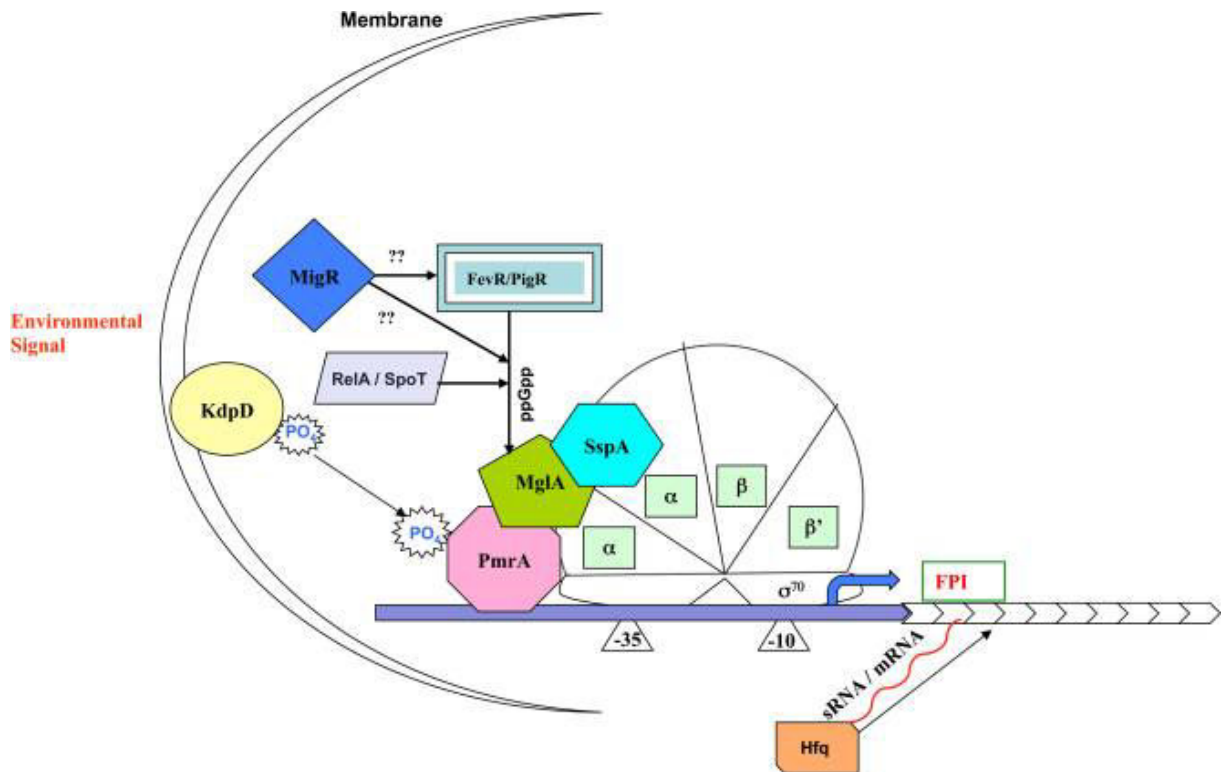 Membrane
MigR
??
FevR/PigR
??
Environmental
Signal
RelA / SpoT
ppGpp
KdpD
PO₄
SspA
MglA
α
β
β’
PO₄
α
PmrA
σ⁷⁰
FPI
-35
-10
sRNA / mRNA
Hfq